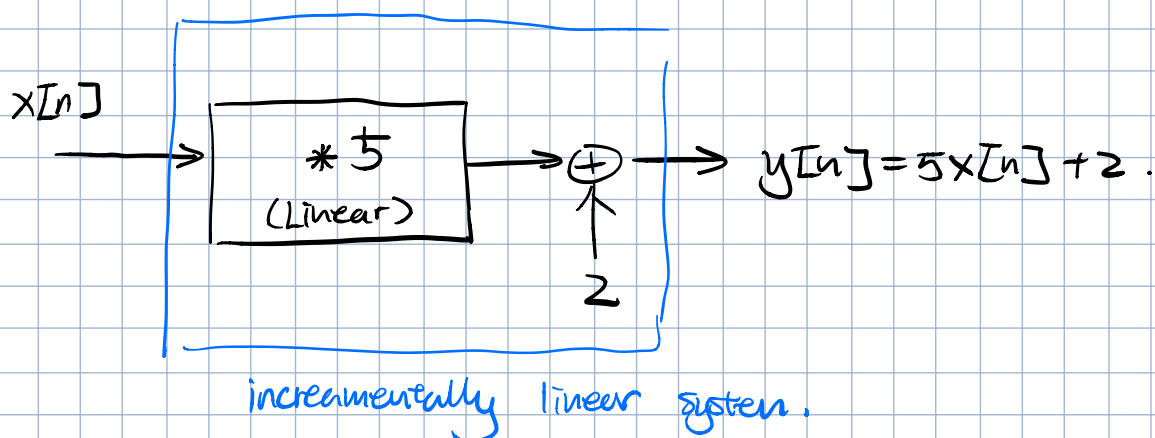 x[n]
* 5
(Linear)
+
y[n] = 5x[n] + 2.
2
increamentally linear system.